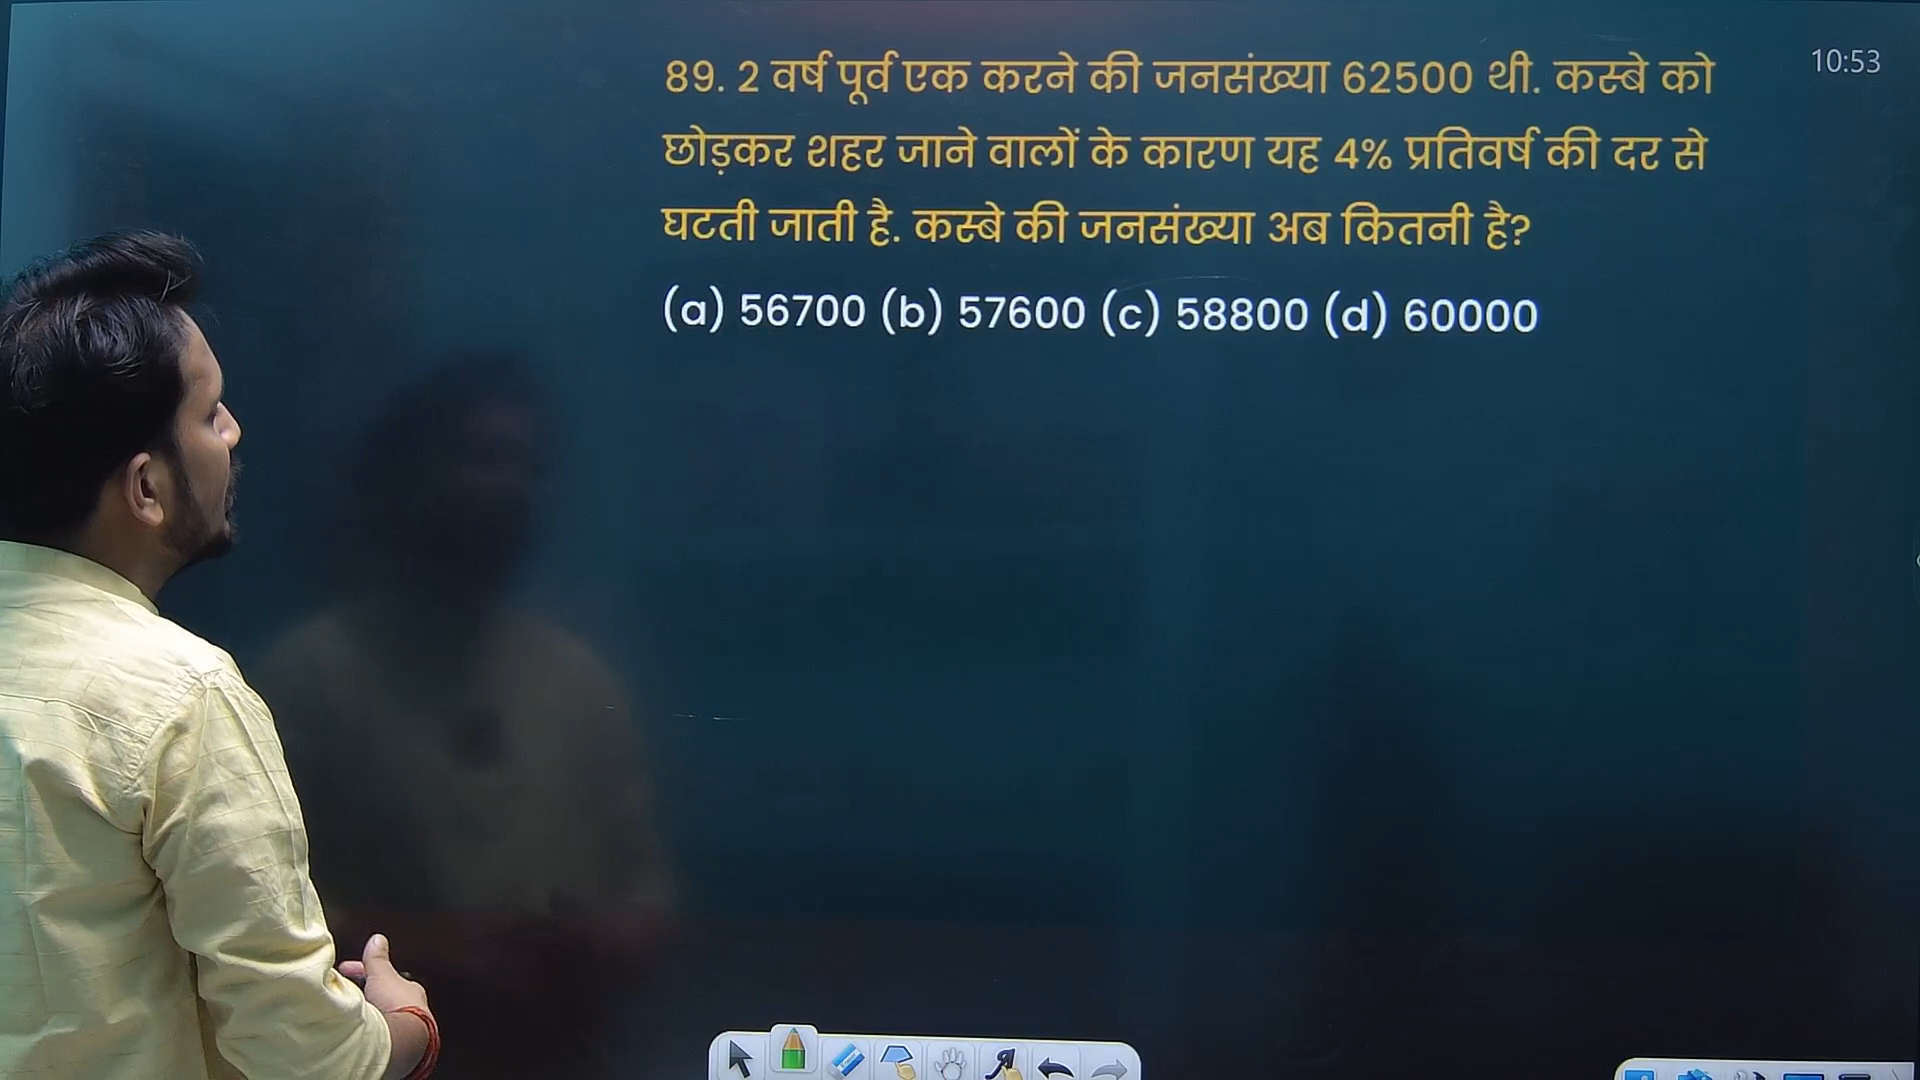 89. 2 वर्ष पूर्व एक करने की जनसंख्या 62500 थी. कस्बे को
छोड़कर शहर जाने वालों के कारण यह 4% प्रतिवर्ष की दर से
घटती जाती है. कस्बे की जनसंख्या अब कितनी है?
(a) 56700 (b) 57600 (c) 58800 (d) 60000
10:53